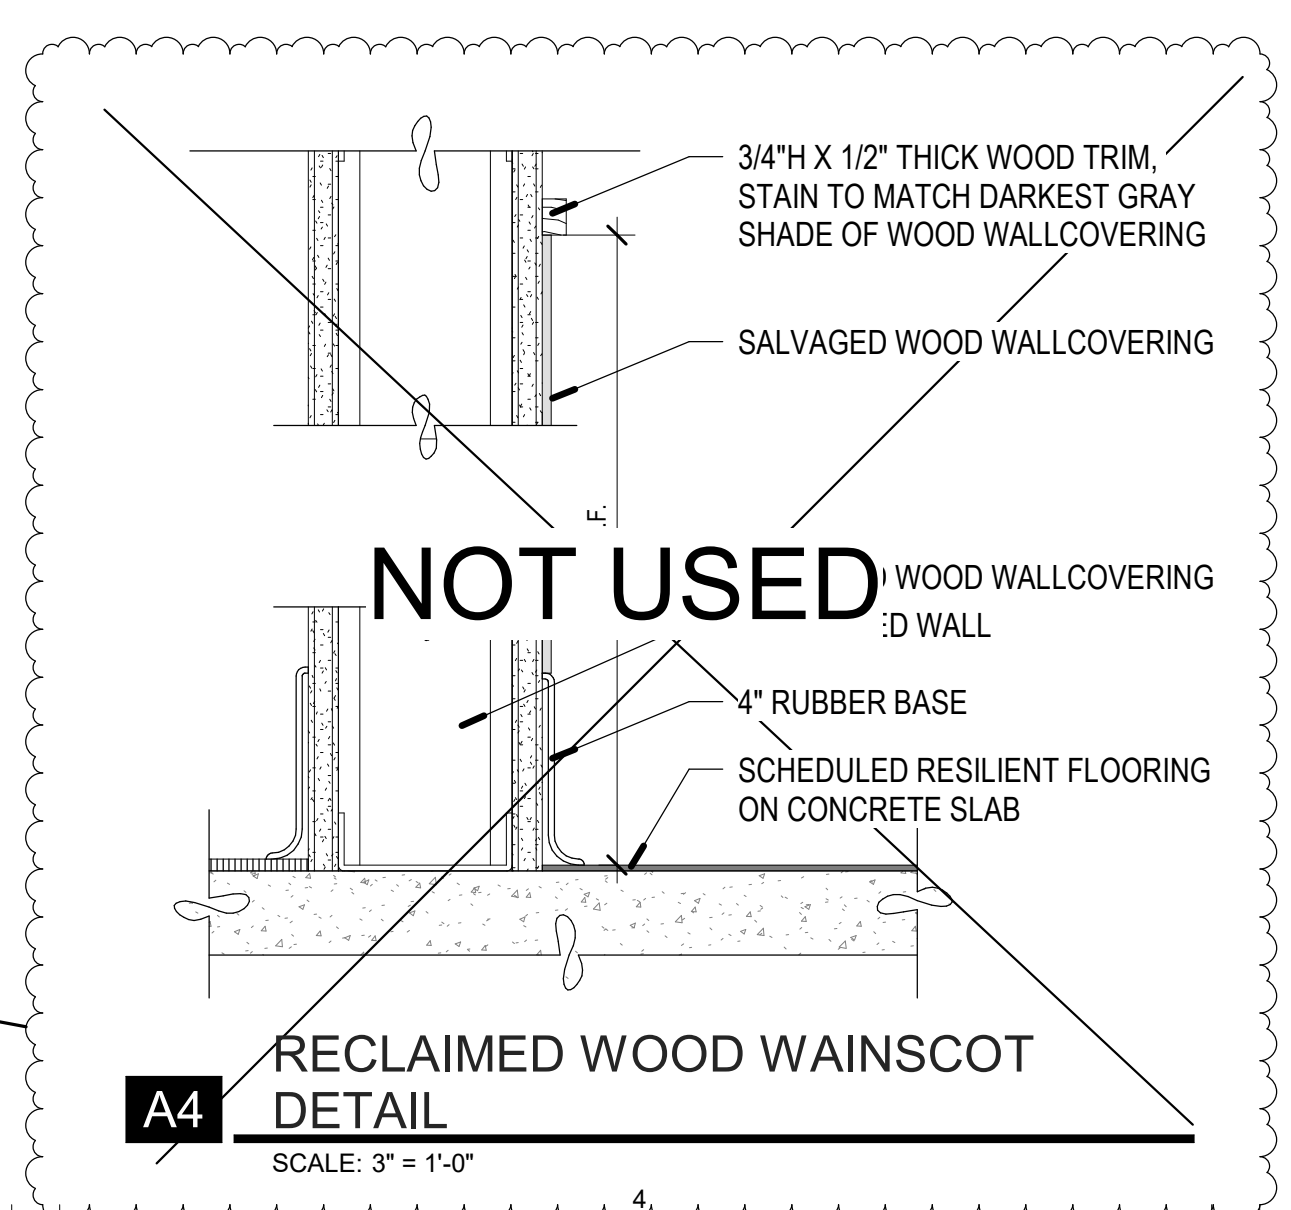 3/4"H X 1/2" THICK WOOD TRIM,
STAIN TO MATCH DARKEST GRAY
SHADE OF WOOD WALLCOVERING
SALVAGED WOOD WALLCOVERING
.F.
NOT USED
WOOD WALLCOVERING
WALL
4" RUBBER BASE
SCHEDULED RESILIENT FLOORING
ON CONCRETE SLAB
A4
RECLAIMED WOOD WAINSCOT
DETAIL
SCALE: 3" = 1'-0"
4